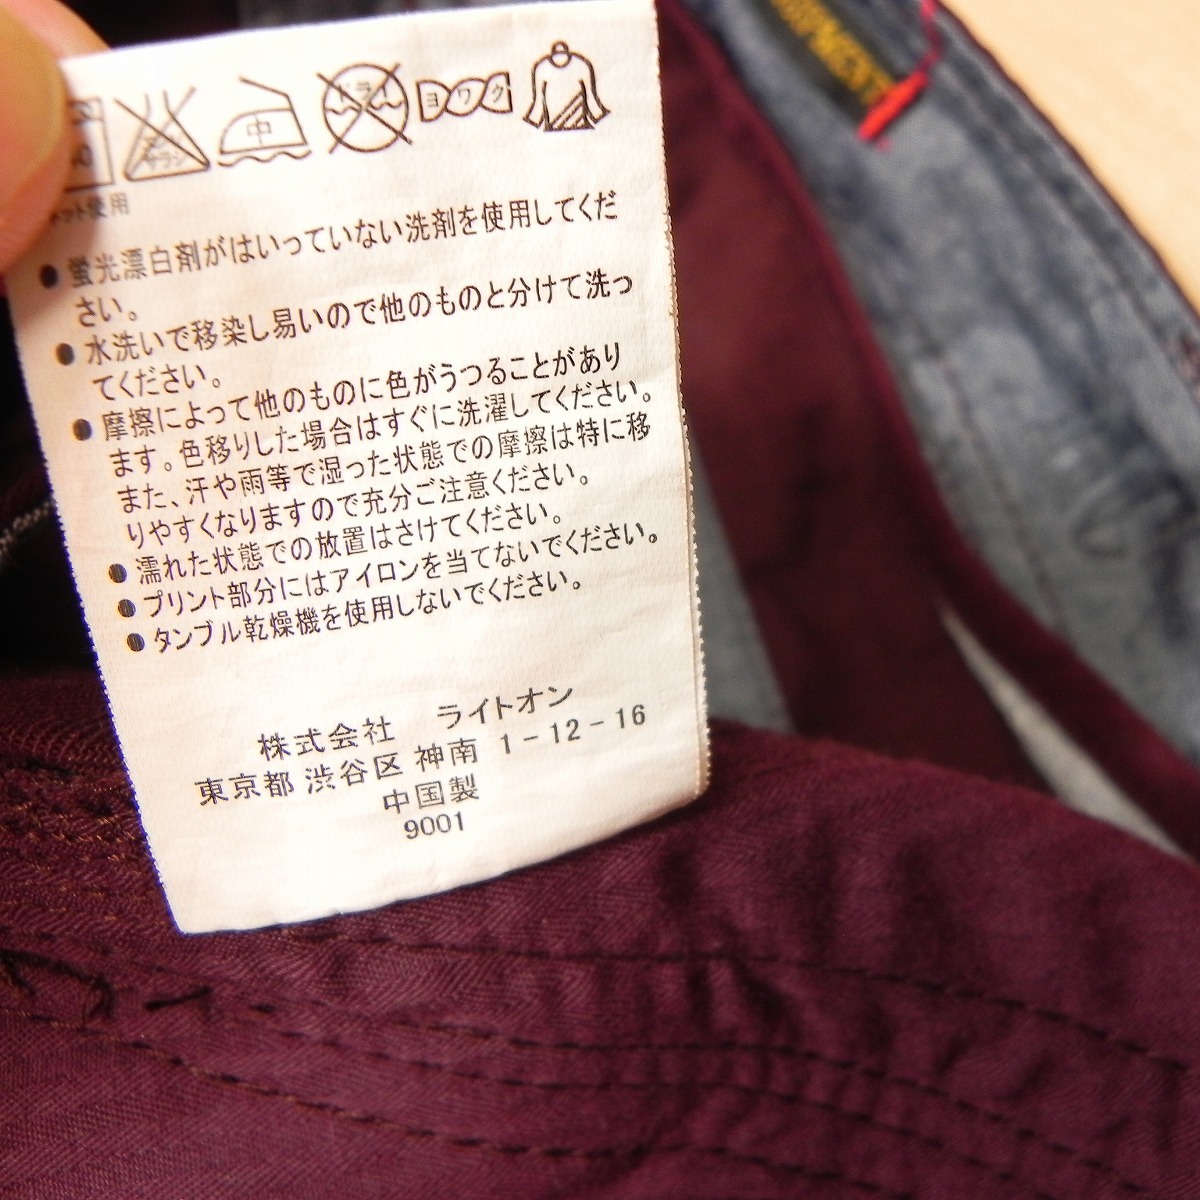 中 ドライ ヨワク
ネット使用
● 蛍光漂白剤がはいっていない洗剤を使用してくだ
さい。
● 水洗いで移染し易いので他のものと分けて洗っ
てください。
● 摩擦によって他のものに色がうつることがあり
ます。色移りした場合はすぐに洗濯してください。
また、汗や雨等で湿った状態での摩擦は特に移
りやすくなりますので充分ご注意ください。
● 濡れた状態での放置はさけてください。
● プリント部分にはアイロンを当てないでください。
● タンブル乾燥機を使用しないでください。
株式会社 ライトオン
東京都 渋谷区 神南 1-12-16
中国製
9001